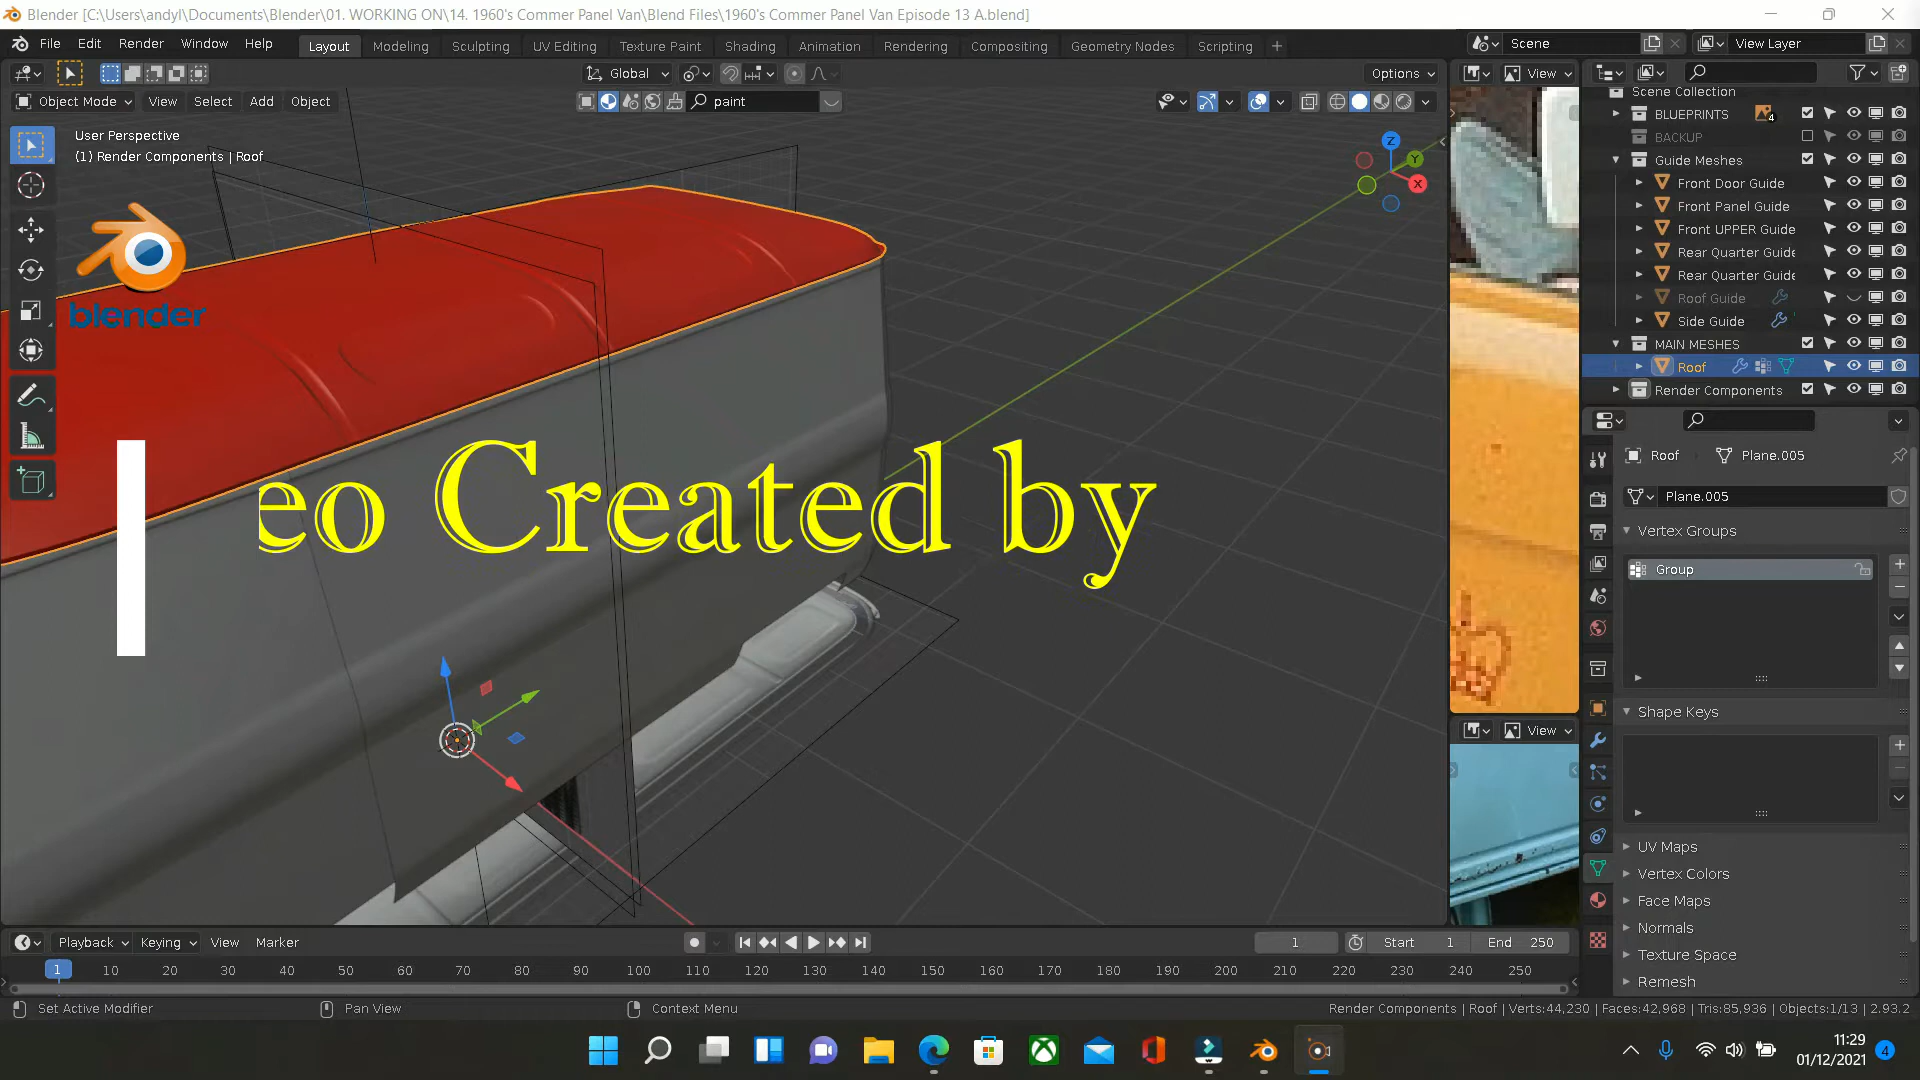 Blender [C:\Users\andyl\Documents\Blender\01. WORKING ON\14. 1960's Commer Panel Van\Blend Files\1960's Commer Panel Van Episode 13 A.blend]
File Edit Render Window Help Layout Modeling Sculpting UV Editing Texture Paint Shading Animation Rendering Compositing Geometry Nodes Scripting + Scene View Layer
Global Options View
Object Mode View Select Add Object paint
User Perspective
(1) Render Components | Roof
Z
Y
X
blender
eo Created by
Scene Collection
BLUEPRINTS 4
BACKUP
Guide Meshes
Front Door Guide
Front Panel Guide
Front UPPER Guide
Rear Quarter Guide
Rear Quarter Guide
Roof Guide
Side Guide
MAIN MESHES
Roof
Render Components
Roof Plane.005
Plane.005
Vertex Groups
Group
Shape Keys
View
UV Maps
Vertex Colors
Face Maps
Normals
Texture Space
Remesh
Playback Keying View Marker 1 Start 1 End 250
1 10 20 30 40 50 60 70 80 90 100 110 120 130 140 150 160 170 180 190 200 210 220 230 240 250
Set Active Modifier Pan View Context Menu Render Components | Roof | Verts:44,230 | Faces:42,968 | Tris:85,936 | Objects:1/13 | 2.93.2
11:29
01/12/2021 4